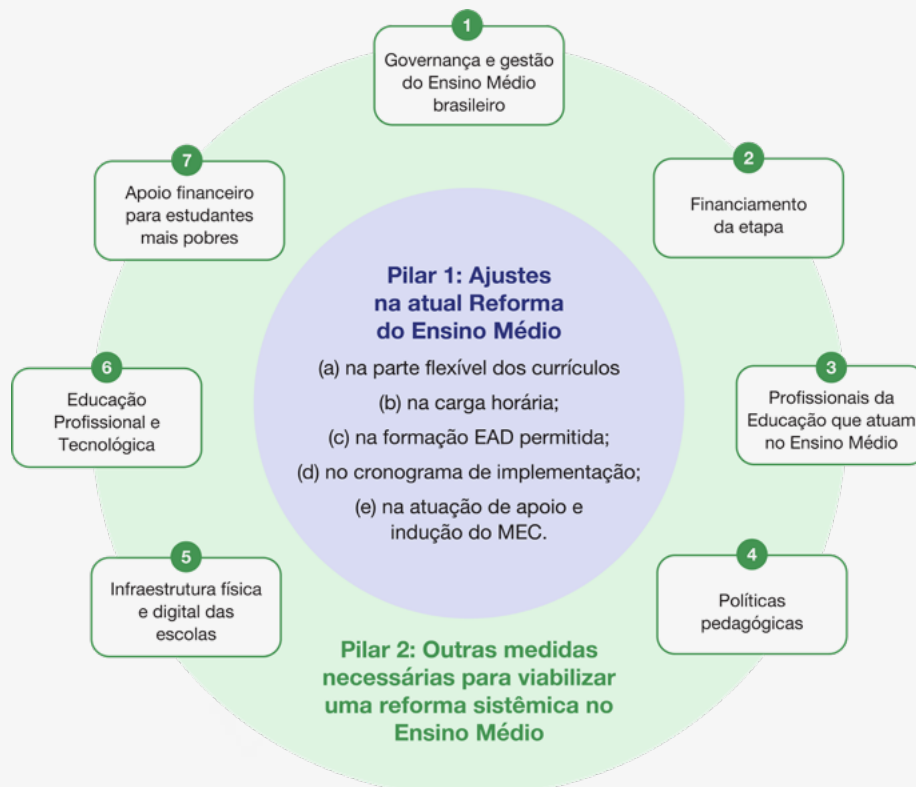 1
Governança e gestão
do Ensino Médio
brasileiro
2
Financiamento
da etapa
3
Profissionais da
Educação que atuam
no Ensino Médio
4
Políticas
pedagógicas
5
Infraestrutura física
e digital das
escolas
6
Educação
Profissional e
Tecnológica
7
Apoio financeiro
para estudantes
mais pobres
Pilar 1: Ajustes
na atual Reforma
do Ensino Médio
(a) na parte flexível dos currículos
(b) na carga horária;
(c) na formação EAD permitida;
(d) no cronograma de implementação;
(e) na atuação de apoio e
indução do MEC.
Pilar 2: Outras medidas
necessárias para viabilizar
uma reforma sistêmica no
Ensino Médio